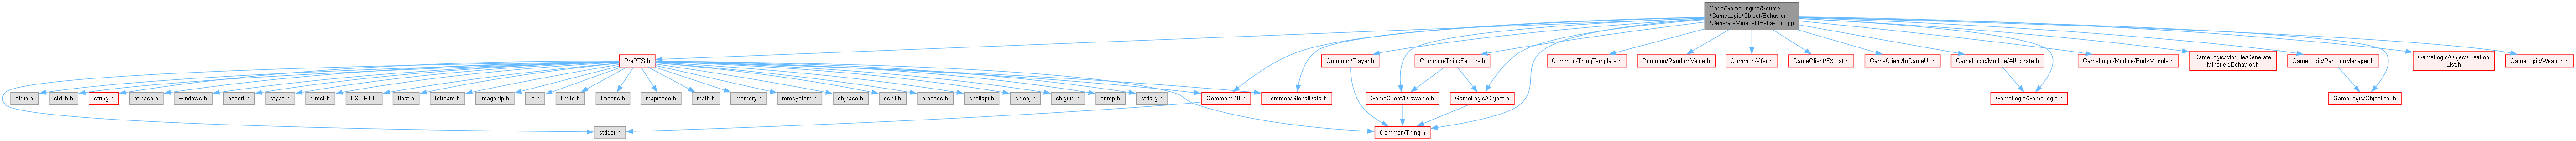 Code/GameEngine/Source
/GameLogic/Object/Behavior
/GenerateMinefieldBehavior.cpp
PreRTS.h
Common/Player.h
Common/ThingFactory.h
Common/ThingTemplate.h
Common/RandomValue.h
Common/Xfer.h
GameClient/FXList.h
GameClient/InGameUI.h
GameLogic/Module/AIUpdate.h
GameLogic/Module/BodyModule.h
GameLogic/Module/Generate
MinefieldBehavior.h
GameLogic/PartitionManager.h
GameLogic/ObjectCreation
List.h
GameLogic/Weapon.h
stdio.h
stdlib.h
string.h
atlbase.h
windows.h
assert.h
ctype.h
direct.h
EXCPT.H
float.h
fstream.h
imagehlp.h
io.h
limits.h
lmcons.h
mapicode.h
math.h
memory.h
mmsystem.h
objbase.h
ocidl.h
process.h
shellapi.h
shlobj.h
shlguid.h
snmp.h
stdarg.h
Common/INI.h
Common/GlobalData.h
GameClient/Drawable.h
GameLogic/Object.h
GameLogic/GameLogic.h
GameLogic/ObjectIter.h
stddef.h
Common/Thing.h